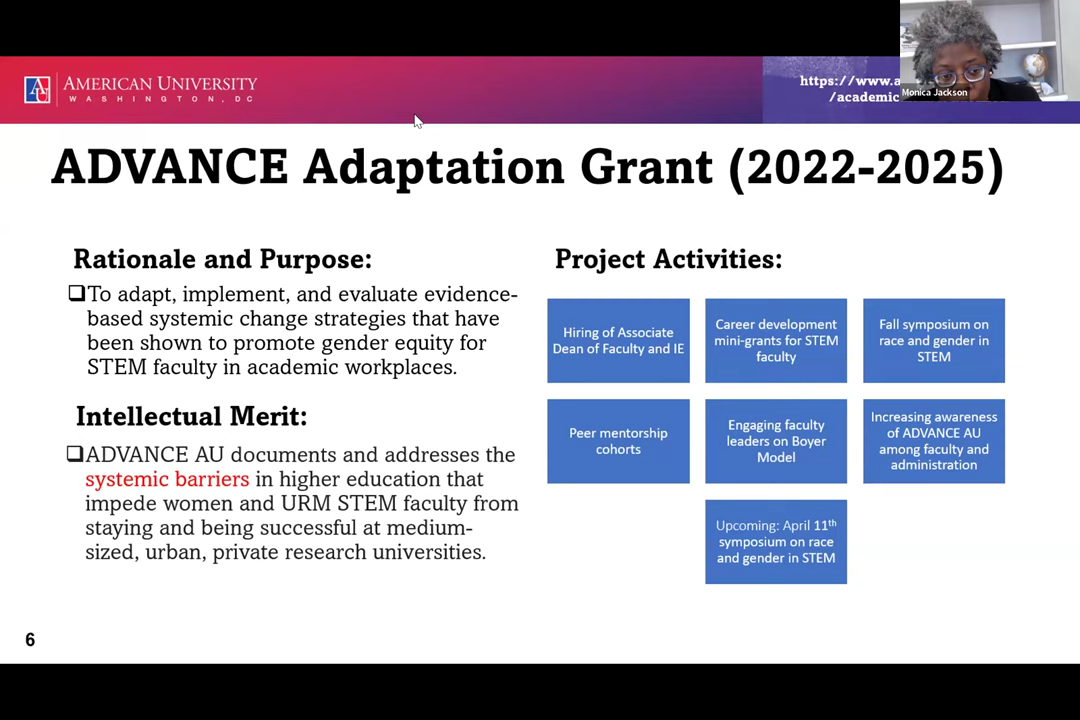 AMERICAN UNIVERSITY
WASHINGTON, DC
https://www.a
/academic
Monica Jackson
ADVANCE Adaptation Grant (2022-2025)
Rationale and Purpose:
To adapt, implement, and evaluate evidence-
based systemic change strategies that have
been shown to promote gender equity for
STEM faculty in academic workplaces.
Intellectual Merit:
ADVANCE AU documents and addresses the
systemic barriers in higher education that
impede women and URM STEM faculty from
staying and being successful at medium-
sized, urban, private research universities.
Project Activities:
Hiring of Associate
Dean of Faculty and IE
Career development
mini-grants for STEM
faculty
Fall symposium on
race and gender in
STEM
Peer mentorship
cohorts
Engaging faculty
leaders on Boyer
Model
Increasing awareness
of ADVANCE AU
among faculty and
administration
Upcoming: April 11th
symposium on race
and gender in STEM
6